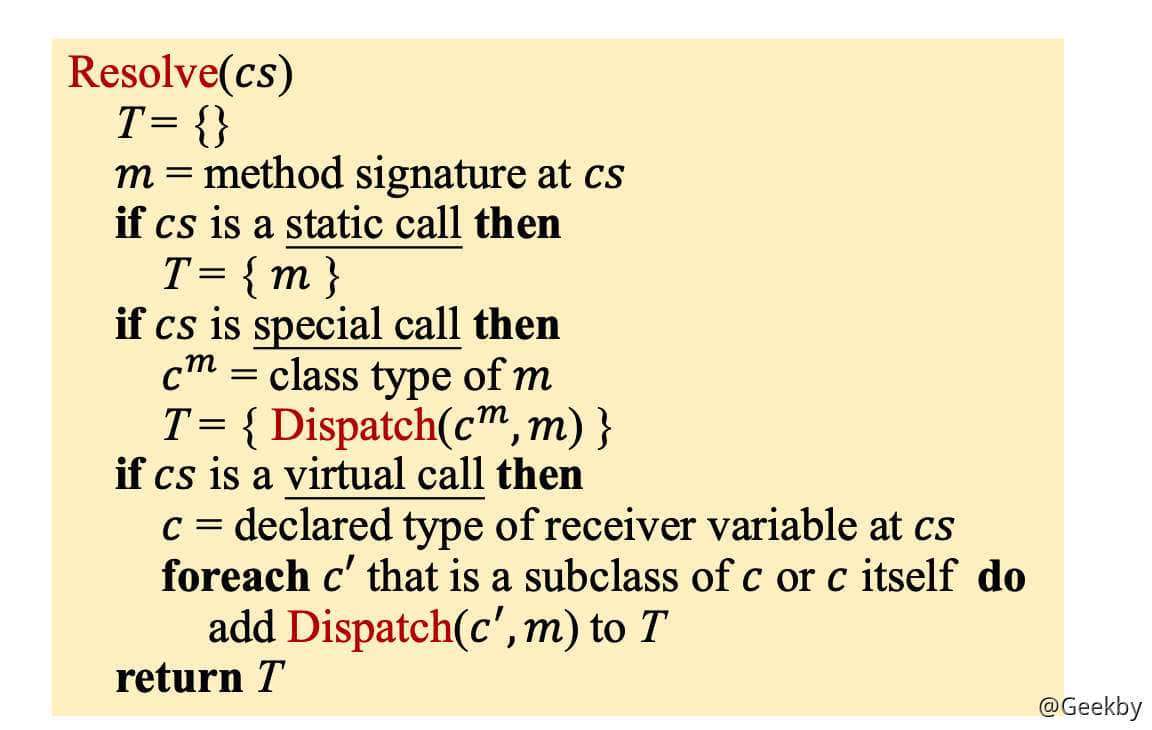 Resolve(cs)
T = {}
m = method signature at cs
if cs is a static call then
T = { m }
if cs is special call then
cᵐ = class type of m
T = { Dispatch(cᵐ, m) }
if cs is a virtual call then
c = declared type of receiver variable at cs
foreach c′ that is a subclass of c or c itself do
add Dispatch(c′, m) to T
return T
@Geekby